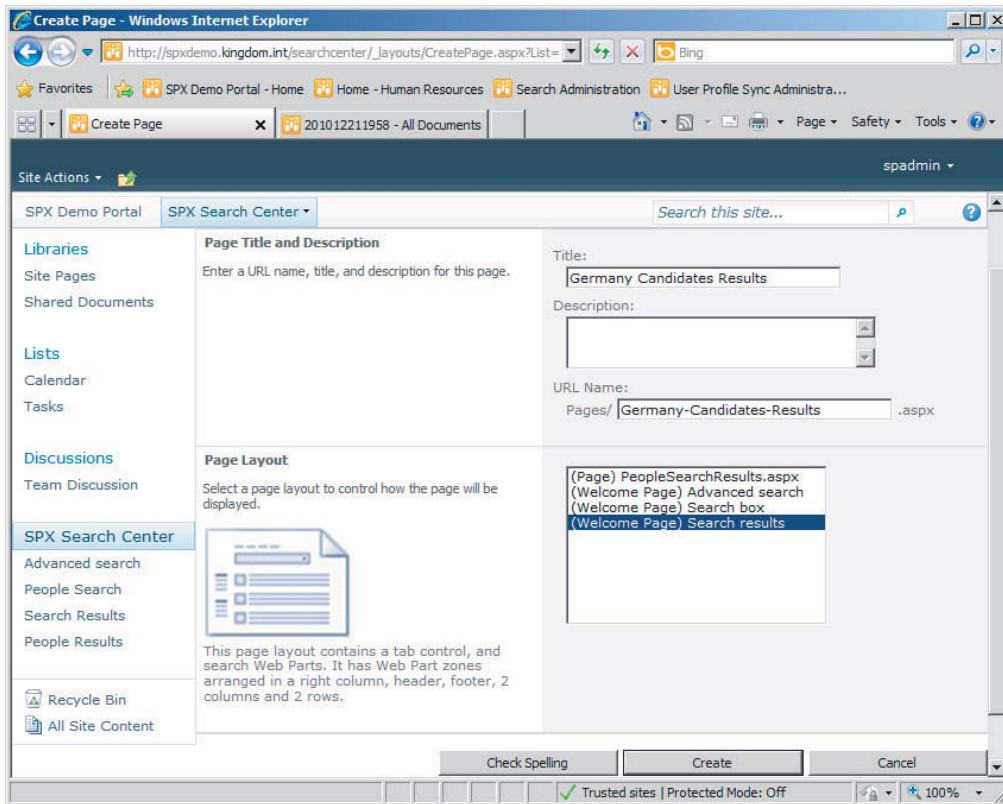 Create Page - Windows Internet Explorer
http://spxdemo.kingdom.int/searchcenter/_layouts/CreatePage.aspx?List=
Bing
Favorites SPX Demo Portal - Home Home - Human Resources Search Administration User Profile Sync Administra...
Create Page X 201012211958 - All Documents Page Safety Tools
spadmin
Site Actions
SPX Demo Portal SPX Search Center Search this site...
Libraries
Site Pages
Shared Documents
Lists
Calendar
Tasks
Discussions
Team Discussion
SPX Search Center
Advanced search
People Search
Search Results
People Results
Recycle Bin
All Site Content
Page Title and Description
Enter a URL name, title, and description for this page.
Title:
Germany Candidates Results
Description:
URL Name:
Pages/ Germany-Candidates-Results .aspx
Page Layout
Select a page layout to control how the page will be
displayed.
(Page) PeopleSearchResults.aspx
(Welcome Page) Advanced search
(Welcome Page) Search box
(Welcome Page) Search results
This page layout contains a tab control, and
search Web Parts. It has Web Part zones
arranged in a right column, header, footer, 2
columns and 2 rows.
Check Spelling Create Cancel
Trusted sites | Protected Mode: Off 100%